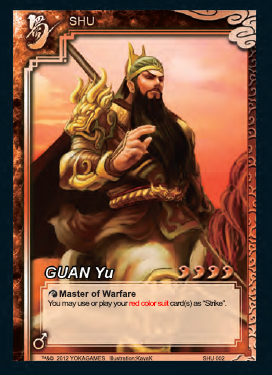 蜀 SHU
GUAN Yu
Master of Warfare
You may use or play your red color suit card(s) as "Strike".
™&© 2012 YOKAGAMES Illustration:KayaK SHU 002